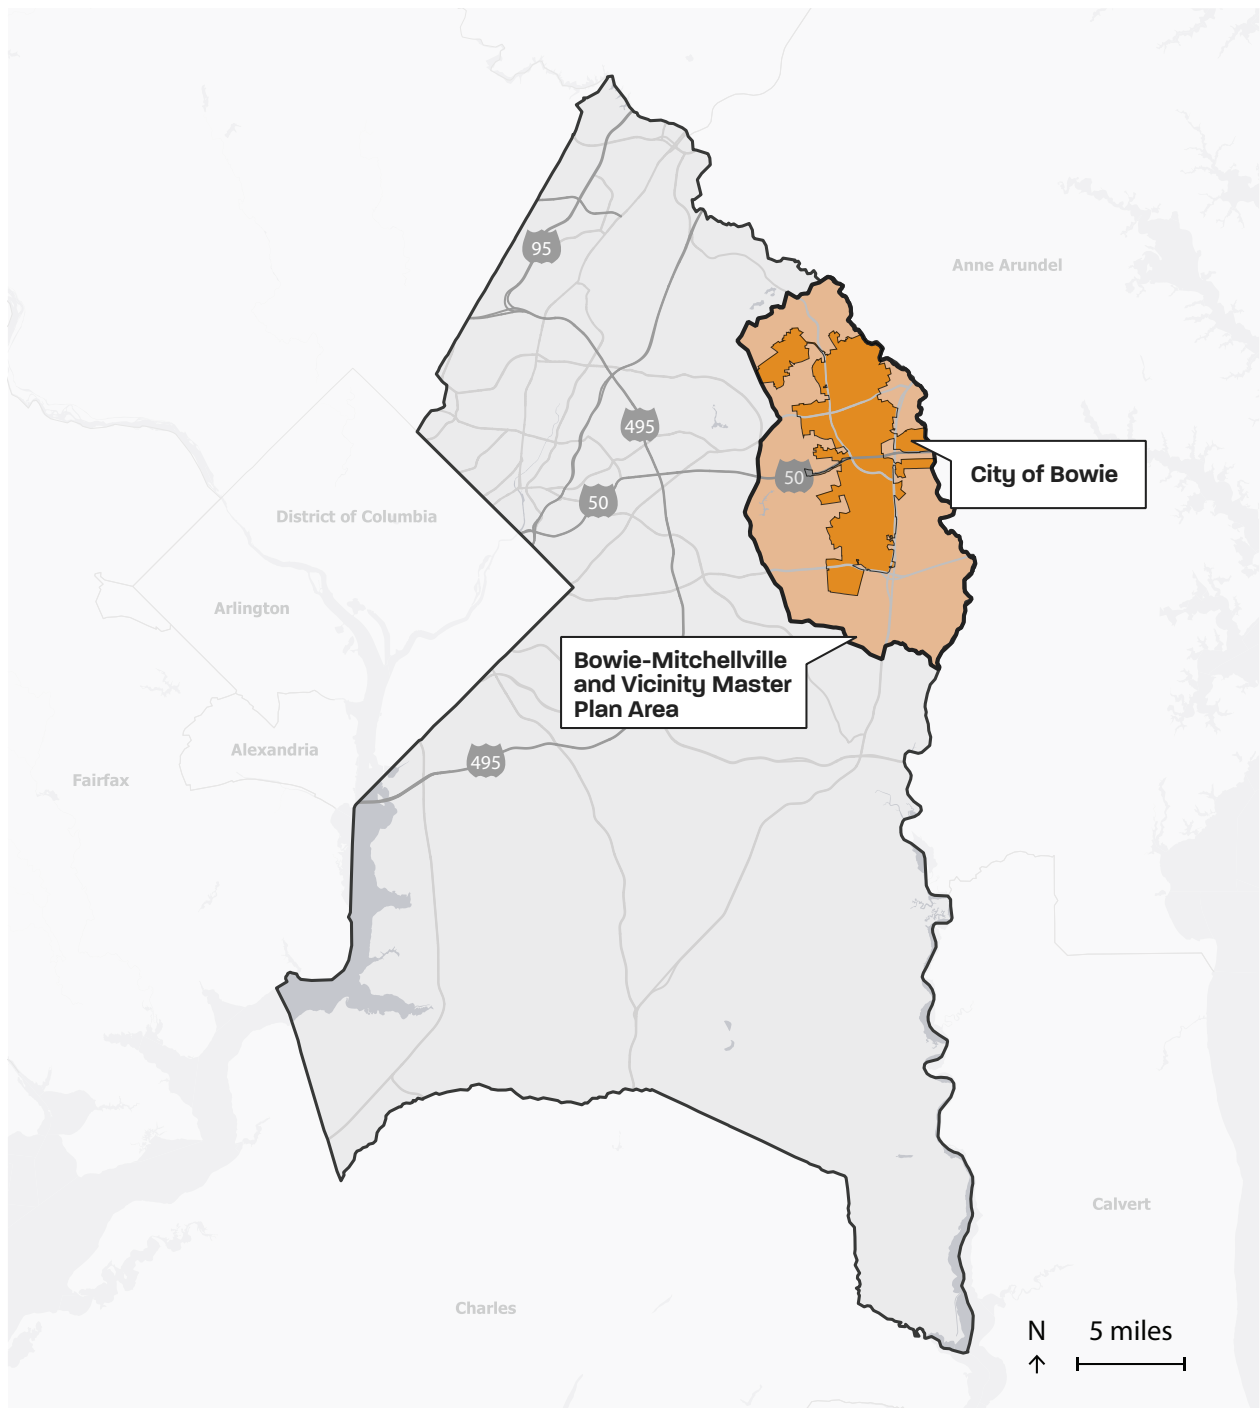 95
Anne Arundel
495
50
City of Bowie
50
District of Columbia
Arlington
Bowie-Mitchellville
and Vicinity Master
Plan Area
Alexandria
495
Fairfax
Calvert
Charles
N
5 miles